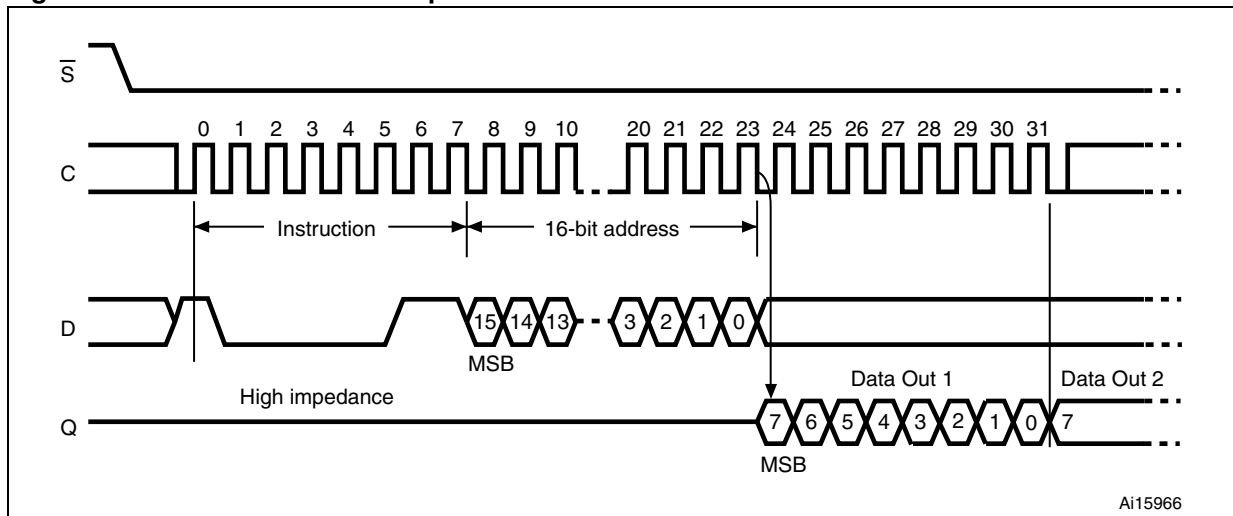 S
0 1 2 3 4 5 6 7 8 9 10 20 21 22 23 24 25 26 27 28 29 30 31
C
Instruction 16-bit address
D 15 14 13 3 2 1 0
MSB
High impedance Data Out 1 Data Out 2
Q 7 6 5 4 3 2 1 0 7
MSB
Ai15966